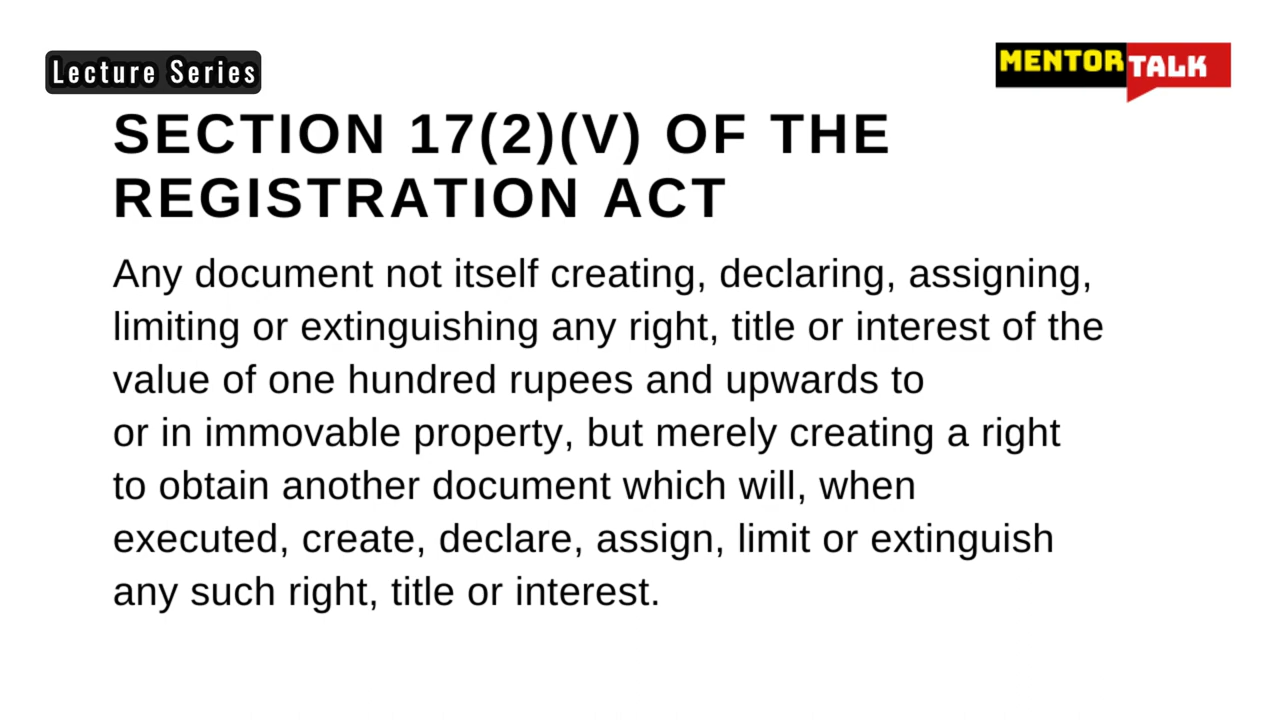 Lecture Series
MENTOR TALK
SECTION 17(2)(V) OF THE
REGISTRATION ACT
Any document not itself creating, declaring, assigning,
limiting or extinguishing any right, title or interest of the
value of one hundred rupees and upwards to
or in immovable property, but merely creating a right
to obtain another document which will, when
executed, create, declare, assign, limit or extinguish
any such right, title or interest.